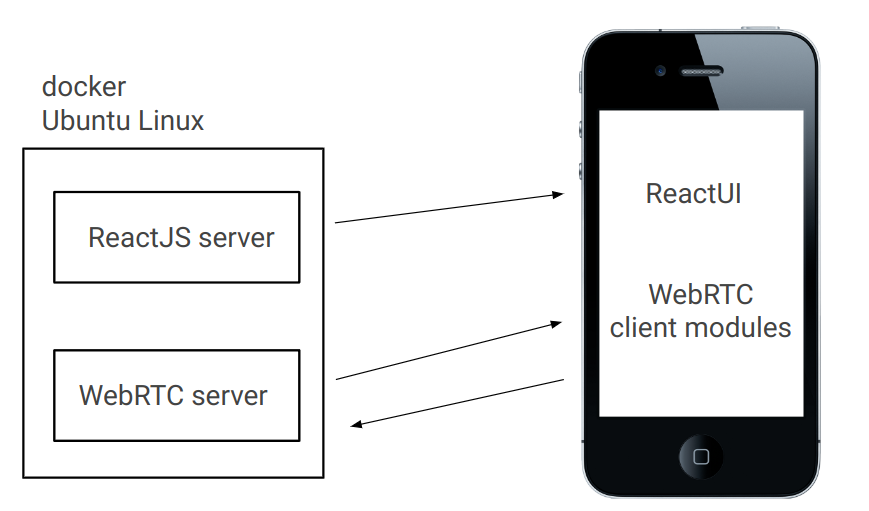 docker
Ubuntu Linux
ReactJS server
WebRTC server
ReactUI
WebRTC
client modules